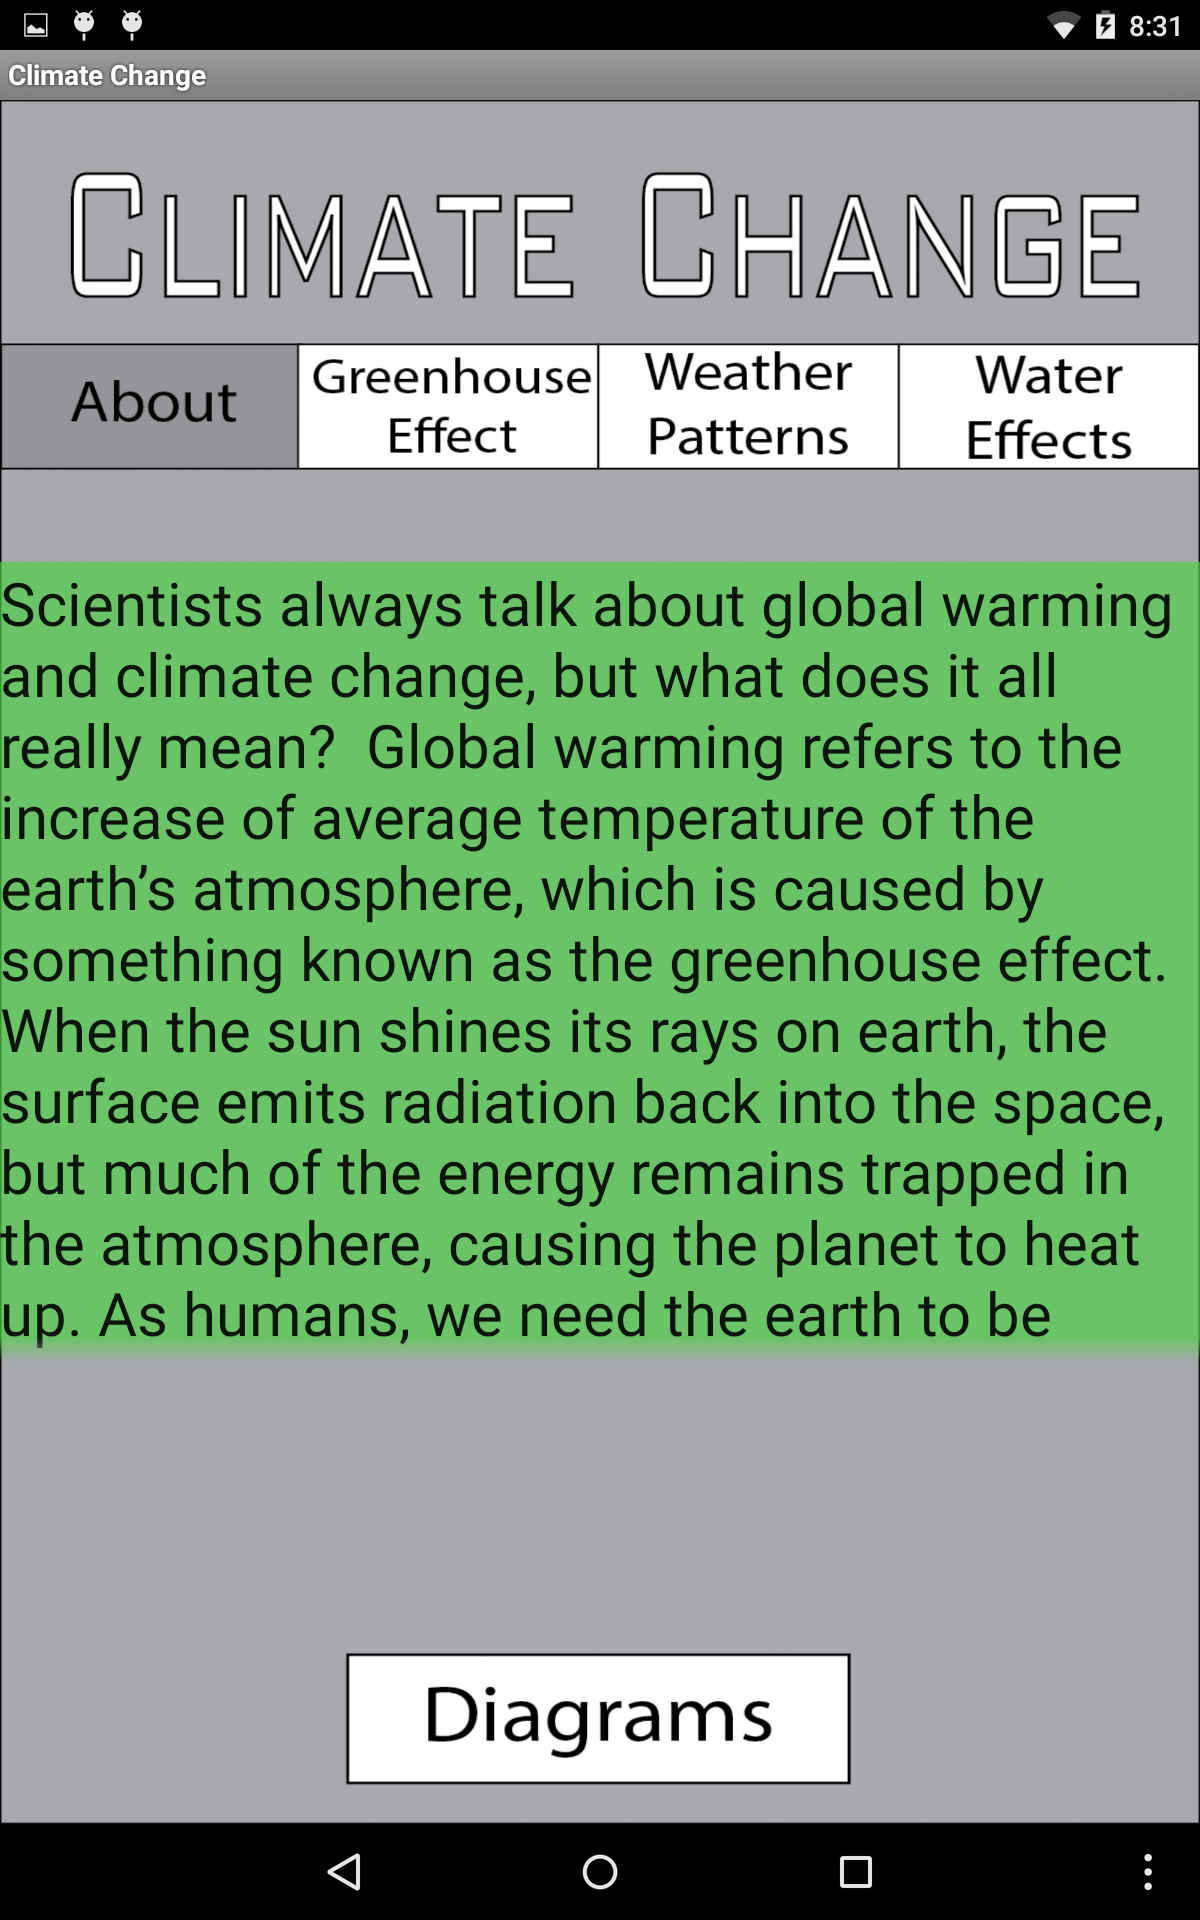 8:31
Climate Change
CLIMATE CHANGE
About
Greenhouse
Effect
Weather
Patterns
Water
Effects
Scientists always talk about global warming
and climate change, but what does it all
really mean?  Global warming refers to the
increase of average temperature of the
earth’s atmosphere, which is caused by
something known as the greenhouse effect.
When the sun shines its rays on earth, the
surface emits radiation back into the space,
but much of the energy remains trapped in
the atmosphere, causing the planet to heat
up. As humans, we need the earth to be
Diagrams